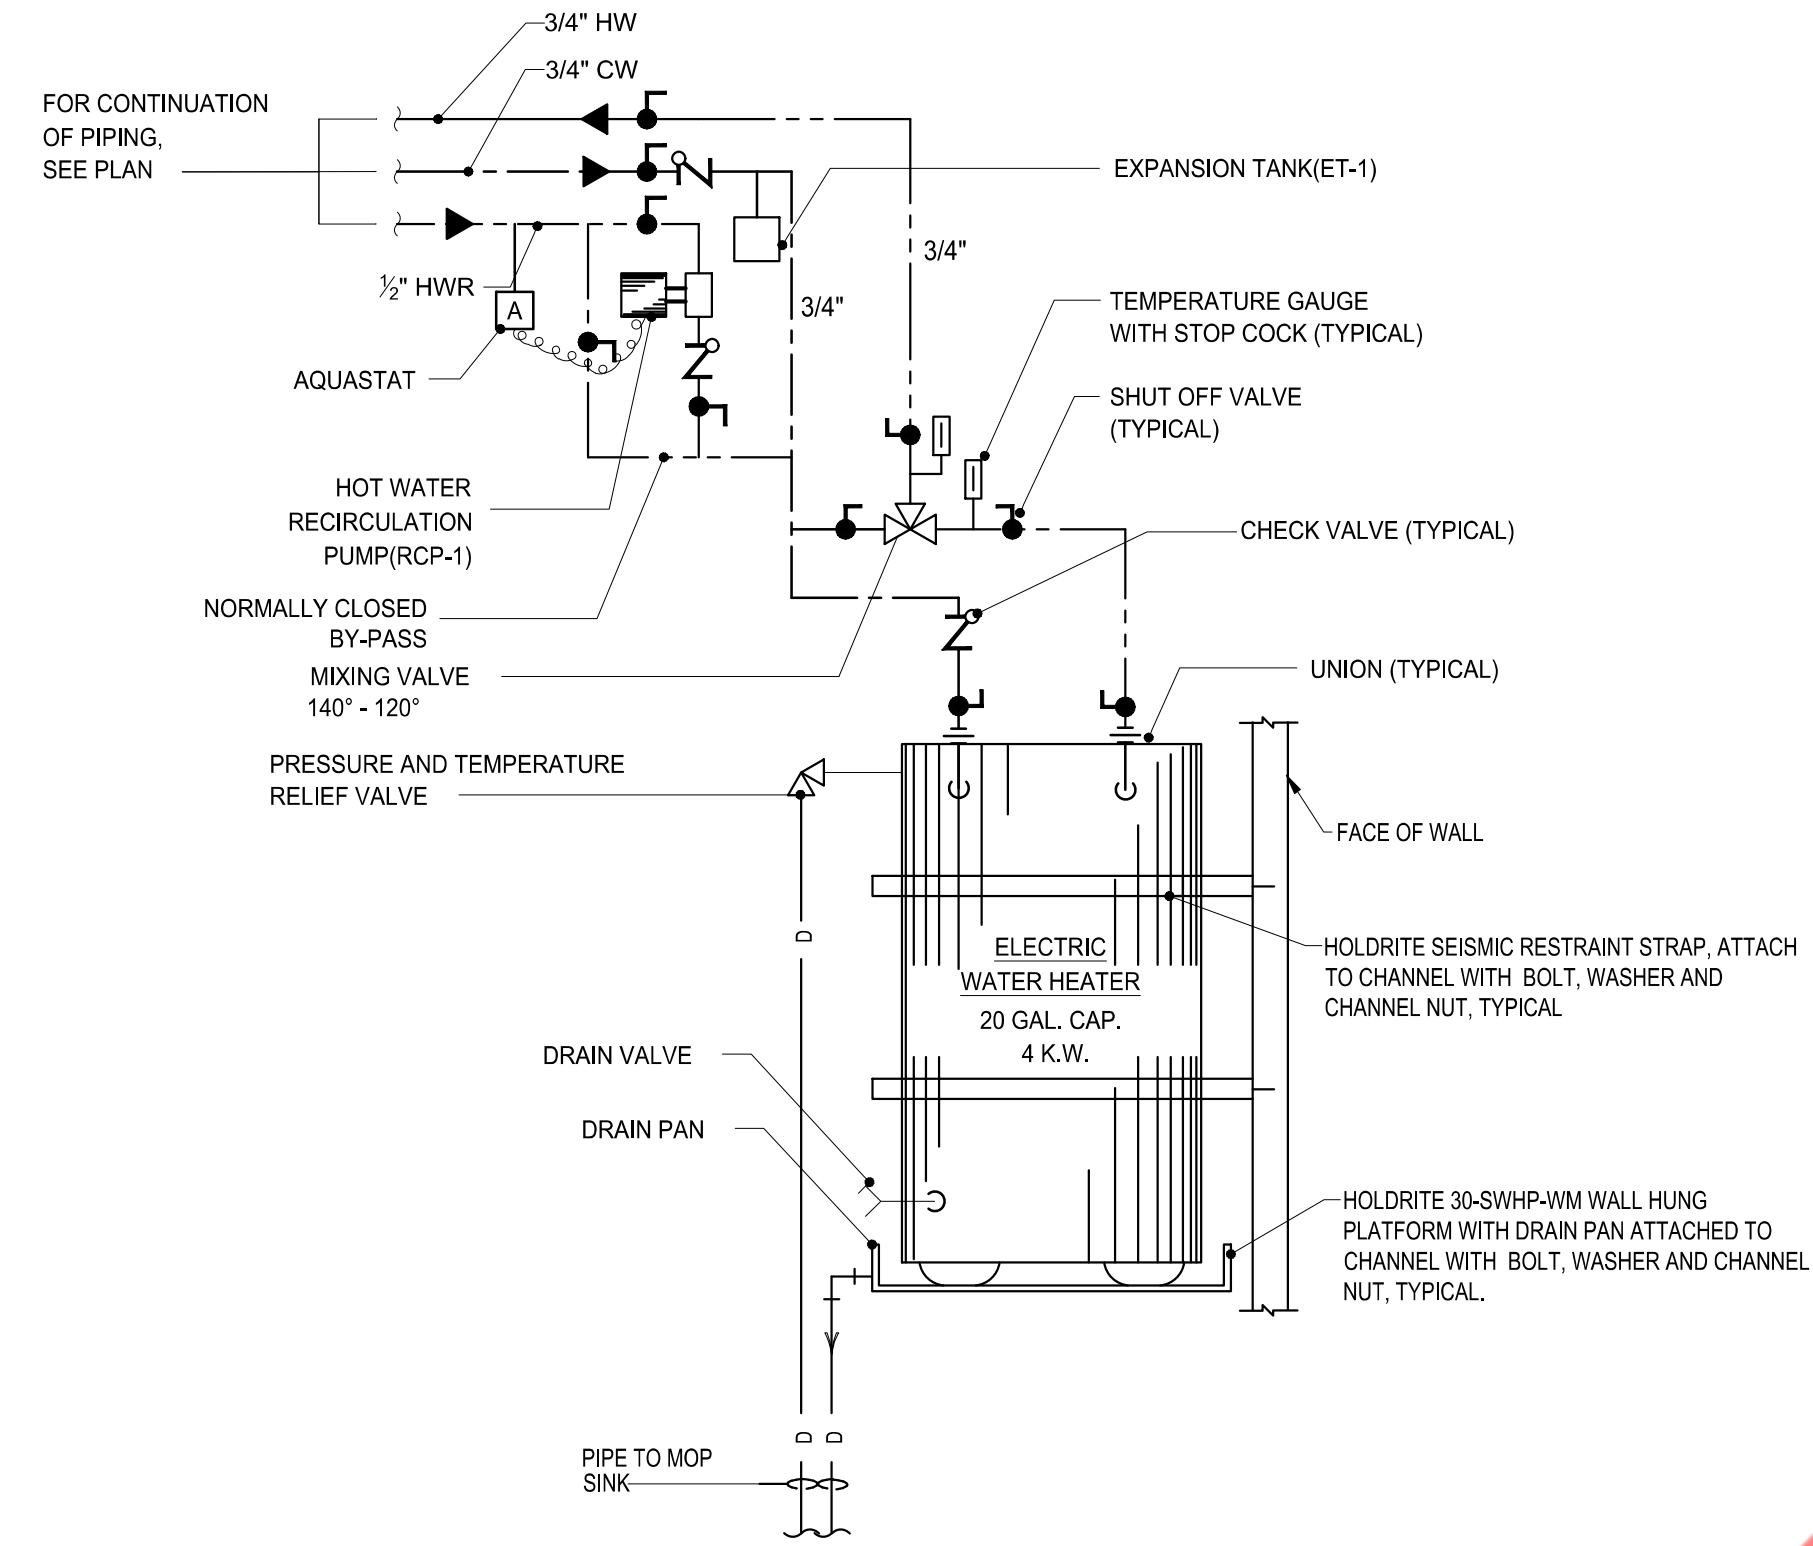 3/4" HW
3/4" CW
FOR CONTINUATION
OF PIPING,
SEE PLAN
EXPANSION TANK(ET-1)
3/4"
½" HWR
A
3/4"
TEMPERATURE GAUGE
WITH STOP COCK (TYPICAL)
AQUASTAT
SHUT OFF VALVE
(TYPICAL)
HOT WATER
RECIRCULATION
PUMP(RCP-1)
CHECK VALVE (TYPICAL)
NORMALLY CLOSED
BY-PASS
MIXING VALVE
140° - 120°
UNION (TYPICAL)
PRESSURE AND TEMPERATURE
RELIEF VALVE
FACE OF WALL
D
ELECTRIC
WATER HEATER
20 GAL. CAP.
4 K.W.
HOLDRITE SEISMIC RESTRAINT STRAP, ATTACH
TO CHANNEL WITH BOLT, WASHER AND
CHANNEL NUT, TYPICAL
DRAIN VALVE
DRAIN PAN
HOLDRITE 30-SWHP-WM WALL HUNG
PLATFORM WITH DRAIN PAN ATTACHED TO
CHANNEL WITH BOLT, WASHER AND CHANNEL
NUT, TYPICAL.
D D
PIPE TO MOP
SINK